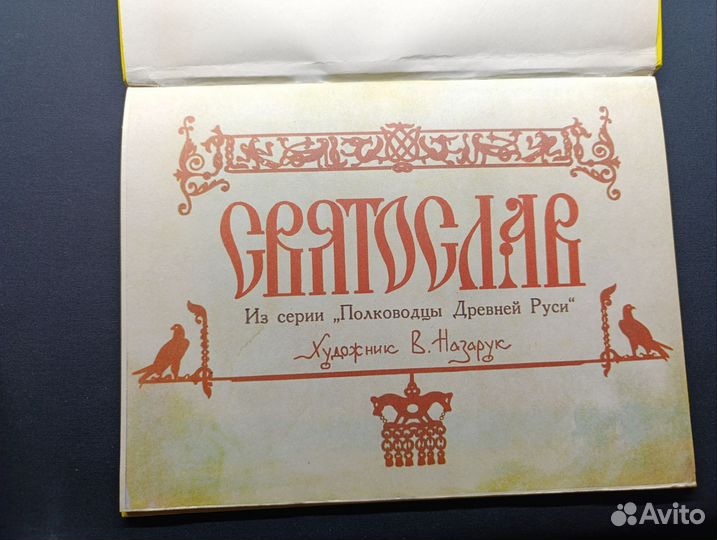 СВЯТОСЛАВ
Из серии „Полководцы Древней Руси"
Художник В. Назарук
Avito